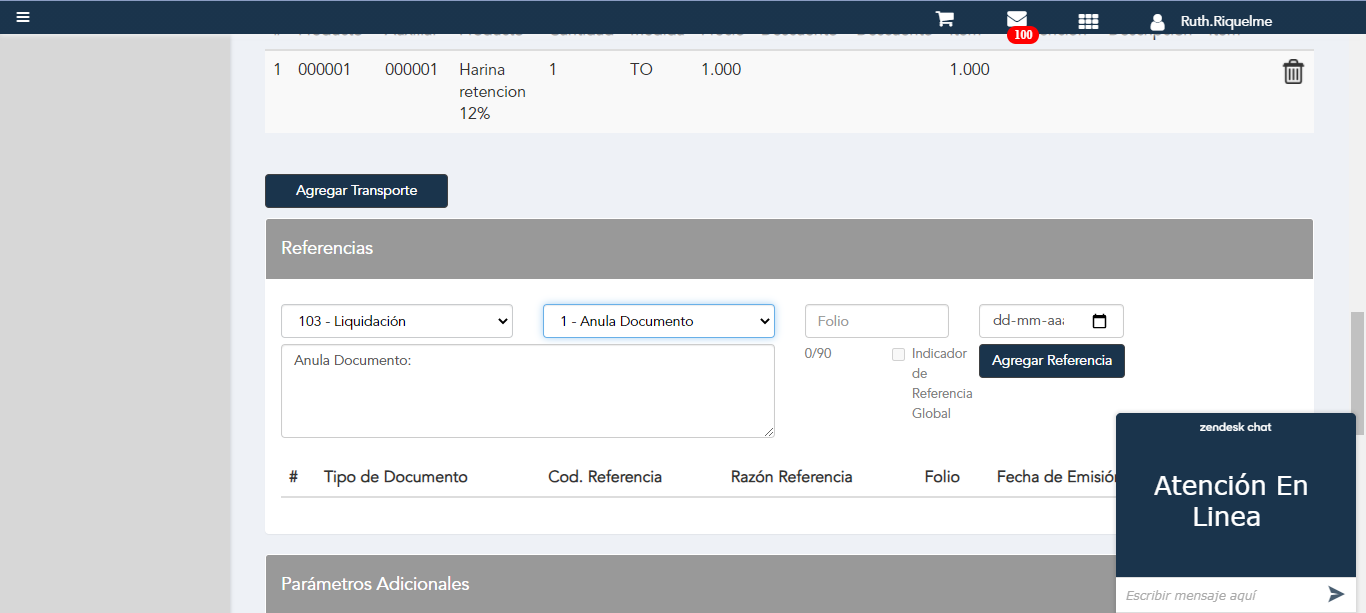 Ruth.Riquelme
100
1 000001 000001 Harina 1 TO 1.000 1.000
retencion
12%
Agregar Transporte
Referencias
103 - Liquidación 1 - Anula Documento Folio dd-mm-aaa
Anula Documento:
0/90 Indicador
de
Referencia
Global
Agregar Referencia
# Tipo de Documento Cod. Referencia Razón Referencia Folio Fecha de Emisión
Parámetros Adicionales
zendesk chat
Atención En
Linea
Escribir mensaje aquí